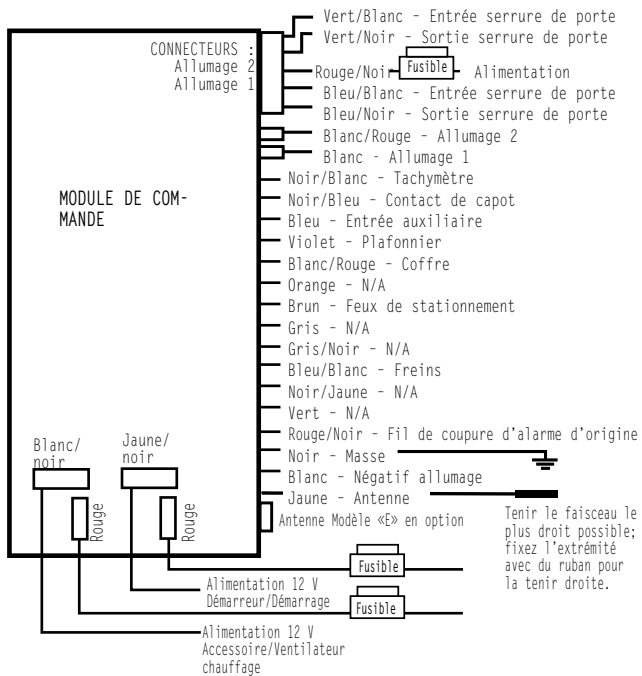 Vert/Blanc - Entrée serrure de porte
Vert/Noir - Sortie serrure de porte
CONNECTEURS :
Allumage 2
Allumage 1
Rouge/Noir
Fusible
Alimentation
Bleu/Blanc - Entrée serrure de porte
Bleu/Noir - Sortie serrure de porte
Blanc/Rouge - Allumage 2
Blanc - Allumage 1
MODULE DE COM-
MANDE
Noir/Blanc - Tachymètre
Noir/Bleu - Contact de capot
Bleu - Entrée auxiliaire
Violet - Plafonnier
Blanc/Rouge - Coffre
Orange - N/A
Brun - Feux de stationnement
Gris - N/A
Gris/Noir - N/A
Bleu/Blanc - Freins
Noir/Jaune - N/A
Vert - N/A
Rouge/Noir - Fil de coupure d'alarme d'origine
Noir - Masse
Blanc - Négatif allumage
Jaune - Antenne
Antenne Modèle «E» en option
Tenir le faisceau le
plus droit possible;
fixez l'extrémité
avec du ruban pour
la tenir droite.
Blanc/
noir
Jaune/
noir
Rouge
Rouge
Fusible
Alimentation 12 V
Démarreur/Démarrage
Fusible
Alimentation 12 V
Accessoire/Ventilateur
chauffage